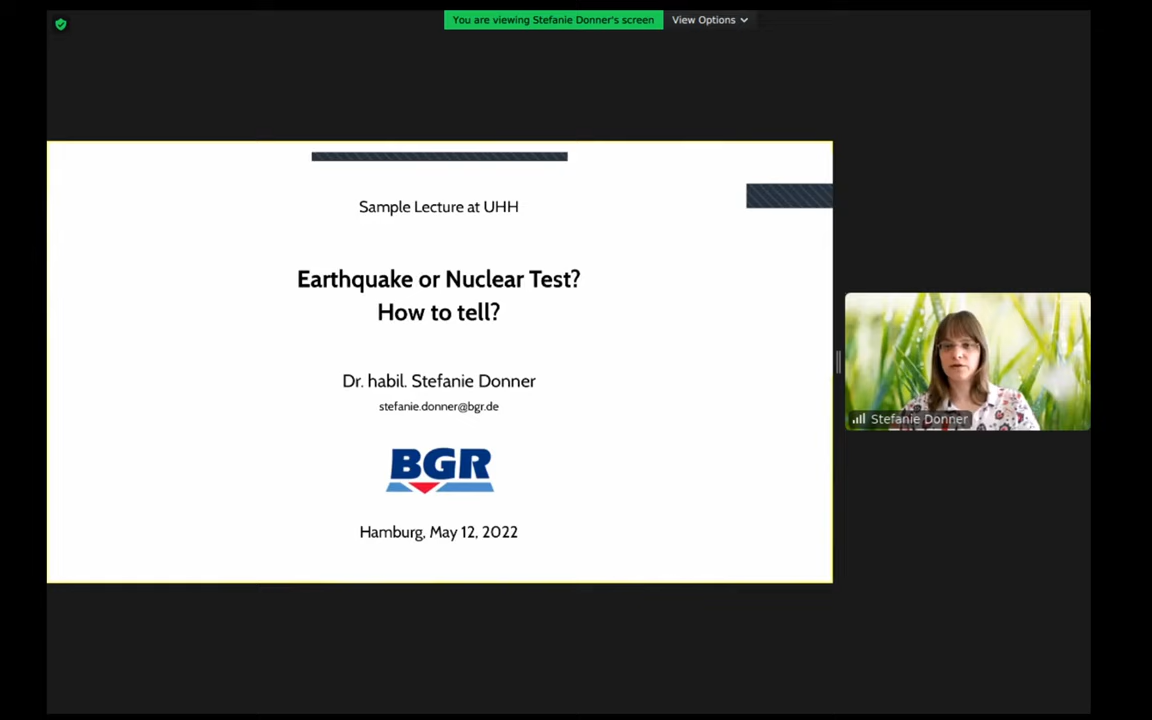 You are viewing Stefanie Donner's screen
View Options
Sample Lecture at UHH
Earthquake or Nuclear Test?
How to tell?
Dr. habil. Stefanie Donner
stefanie.donner@bgr.de
BGR
Hamburg, May 12, 2022
Stefanie Donner